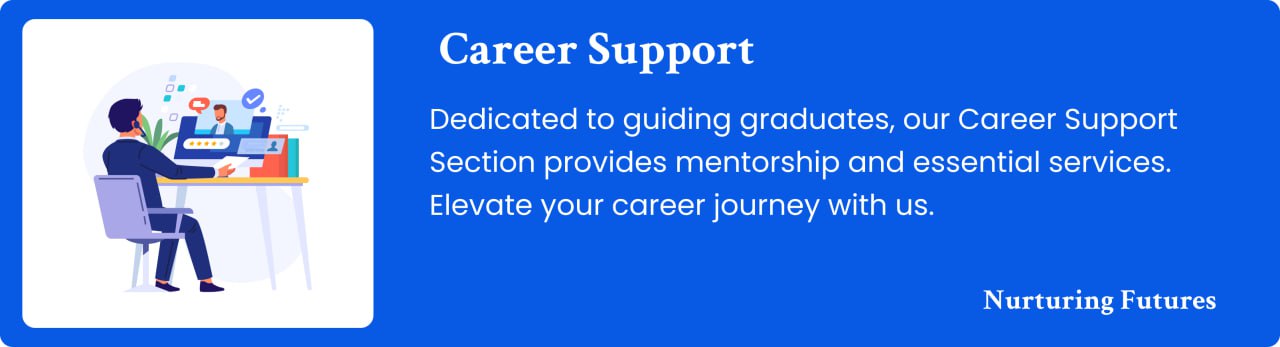 Career Support
Dedicated to guiding graduates, our Career Support
Section provides mentorship and essential services.
Elevate your career journey with us.
Nurturing Futures